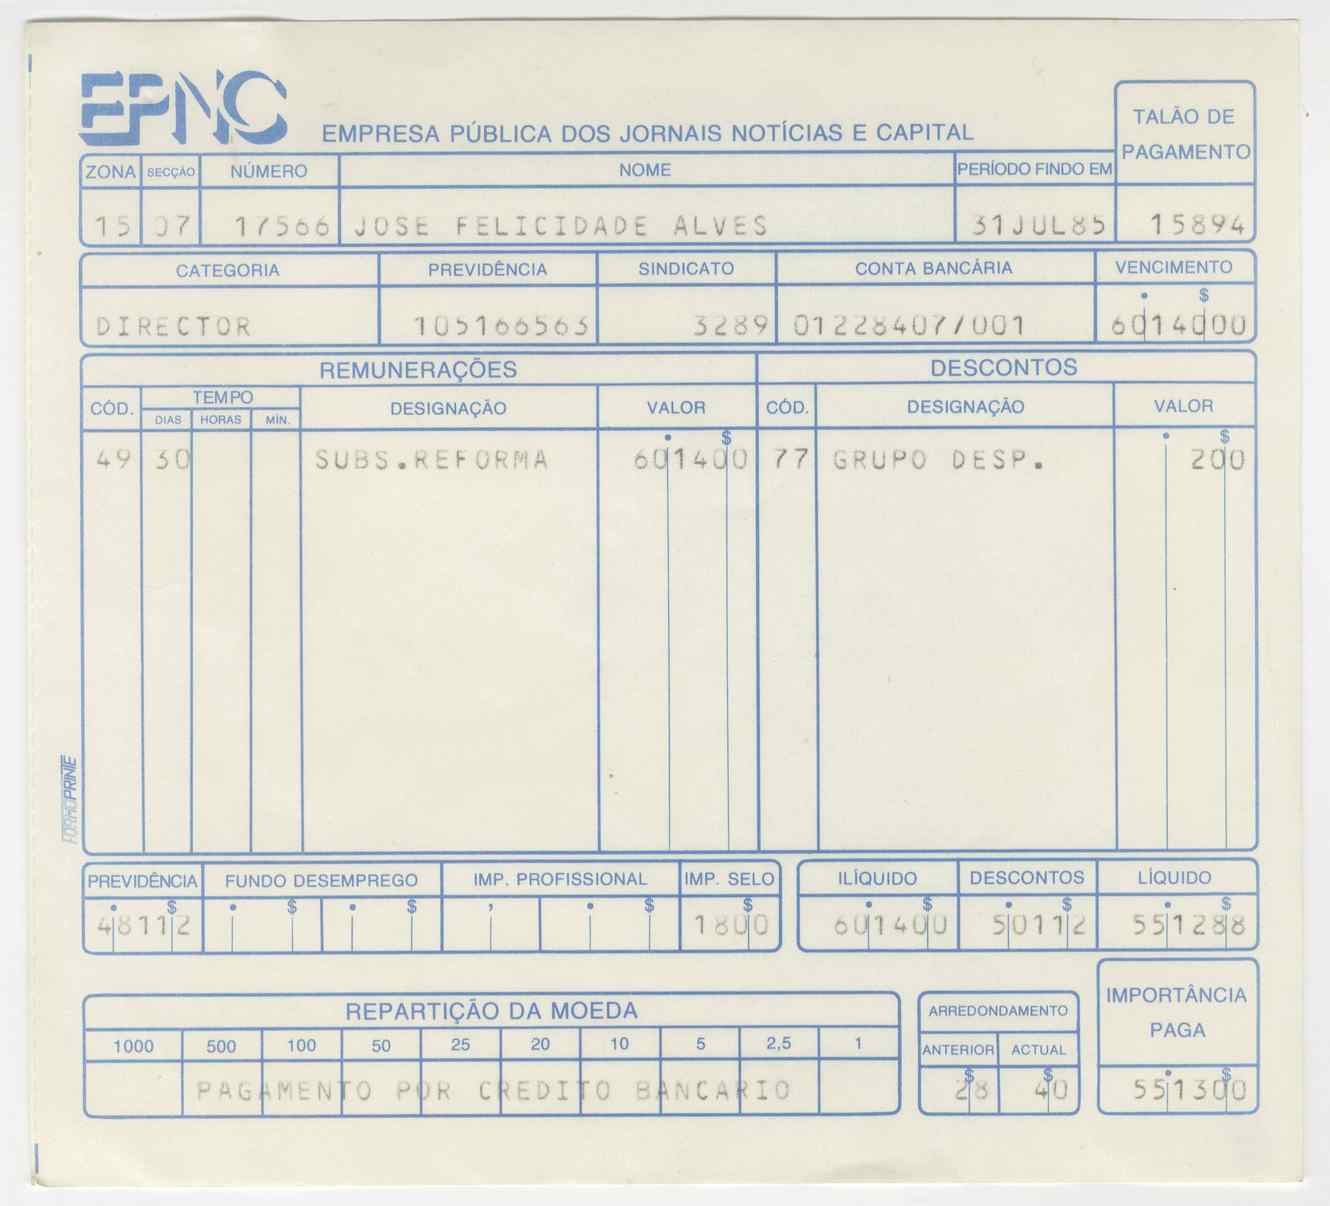 EPNC
EMPRESA PÚBLICA DOS JORNAIS NOTÍCIAS E CAPITAL
TALÃO DE
PAGAMENTO
ZONA SECÇÃO NÚMERO NOME PERÍODO FINDO EM
15 07 17566 JOSE FELICIDADE ALVES 31JUL85 15894
CATEGORIA PREVIDÊNCIA SINDICATO CONTA BANCÁRIA VENCIMENTO
. $
DIRECTOR 105166563 3289 01228407/001 6014000
REMUNERAÇÕES DESCONTOS
CÓD. TEMPO DESIGNAÇÃO VALOR CÓD. DESIGNAÇÃO VALOR
DIAS HORAS MÍN.
. $ . $
49 30 SUBS.REFORMA 601400 77 GRUPO DESP. 200
FORMOPRINTE
PREVIDÊNCIA FUNDO DESEMPREGO IMP. PROFISSIONAL IMP. SELO ILÍQUIDO DESCONTOS LÍQUIDO
. $ . $ . $ , . $ $ . $ . $ . $
48112 1800 601400 50112 551288
REPARTIÇÃO DA MOEDA ARREDONDAMENTO IMPORTÂNCIA
PAGA
1000 500 100 50 25 20 10 5 2,5 1 ANTERIOR ACTUAL
$ $ . $
PAGAMENTO POR CREDITO BANCARIO 28 40 551300